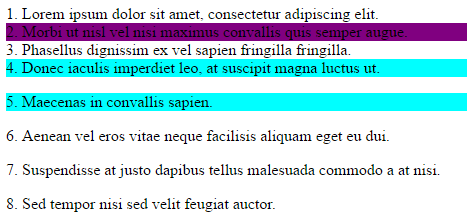 1. Lorem ipsum dolor sit amet, consectetur adipiscing elit.
2. Morbi ut nisl vel nisi maximus convallis quis semper augue.
3. Phasellus dignissim ex vel sapien fringilla fringilla.
4. Donec iaculis imperdiet leo, at suscipit magna luctus ut.
5. Maecenas in convallis sapien.
6. Aenean vel eros vitae neque facilisis aliquam eget eu dui.
7. Suspendisse at justo dapibus tellus malesuada commodo a at nisi.
8. Sed tempor nisi sed velit feugiat auctor.